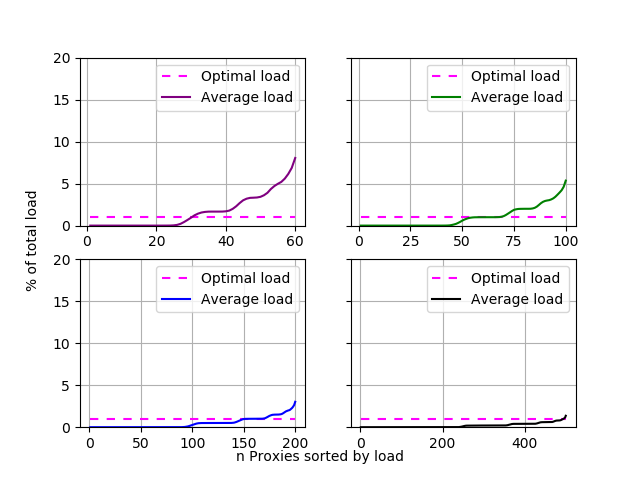 20
15
10
5
0
Optimal load
Average load
0 20 40 60
Optimal load
Average load
0 25 50 75 100
% of total load
20
15
10
5
0
Optimal load
Average load
0 50 100 150 200
Optimal load
Average load
0 200 400
n Proxies sorted by load